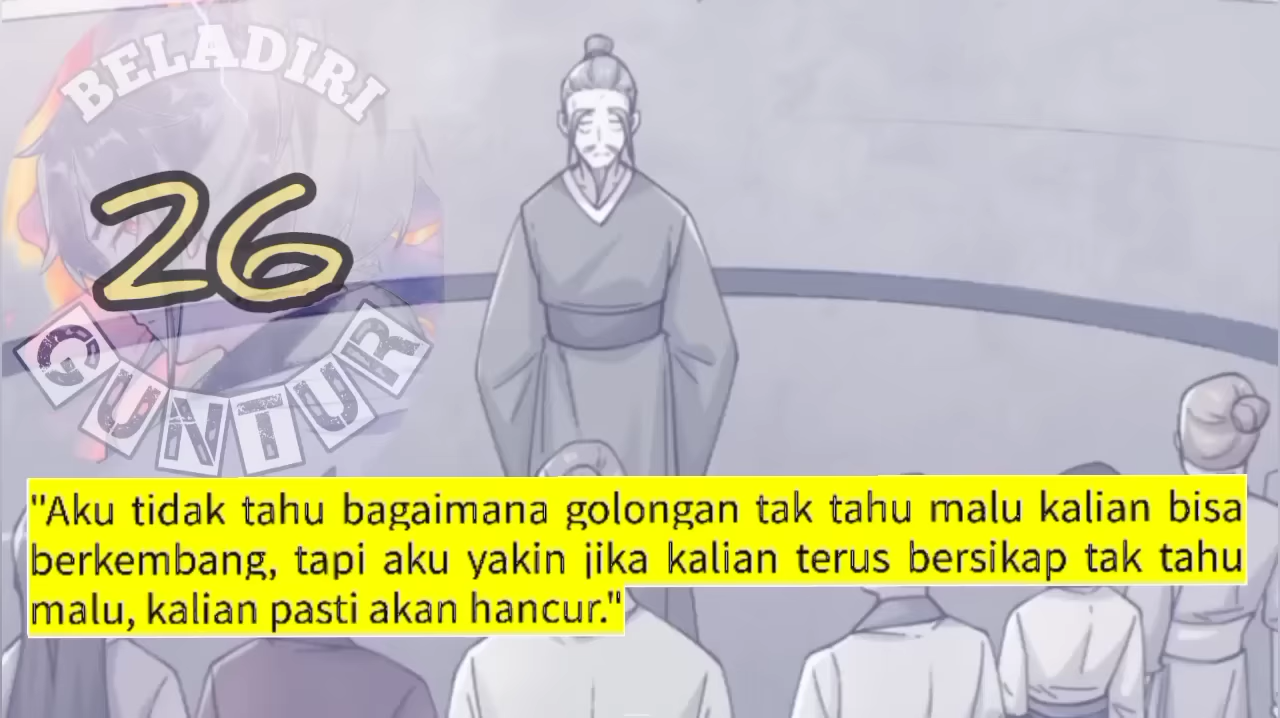 BELADIRI
26
GUNTUR
"Aku tidak tahu bagaimana golongan tak tahu malu kalian bisa
berkembang, tapi aku yakin jika kalian terus bersikap tak tahu
malu, kalian pasti akan hancur."